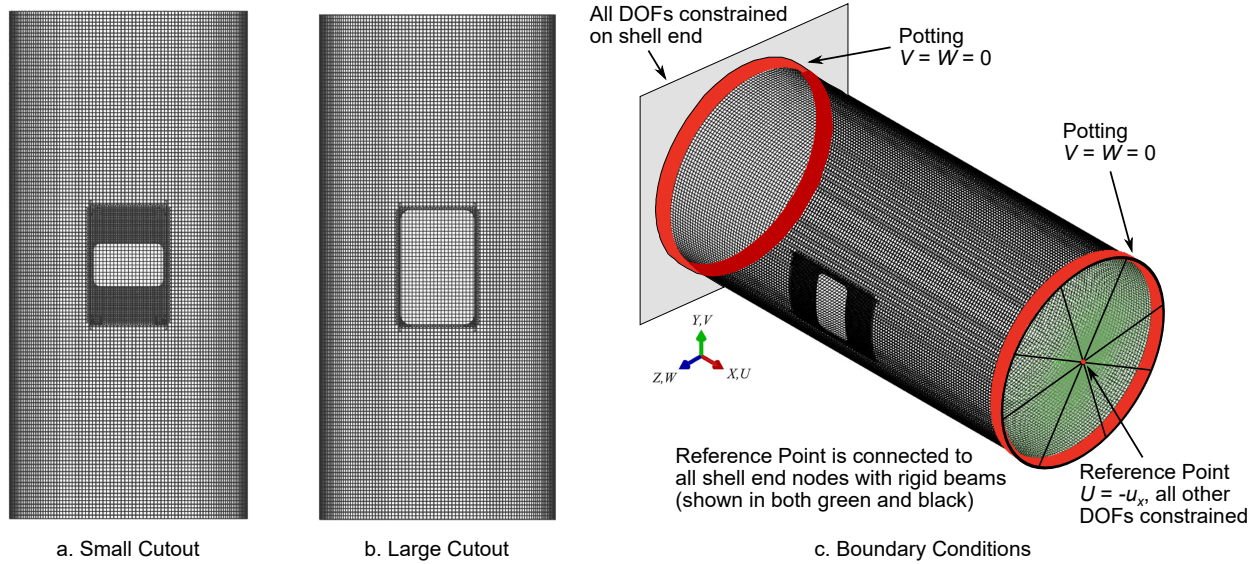 All DOFs constrained
on shell end
Potting
V = W = 0
Potting
V = W = 0
Y,V
Z,W
X,U
Reference Point is connected to
all shell end nodes with rigid beams
(shown in both green and black)
Reference Point
U = -uₓ, all other
DOFs constrained
a. Small Cutout
b. Large Cutout
c. Boundary Conditions